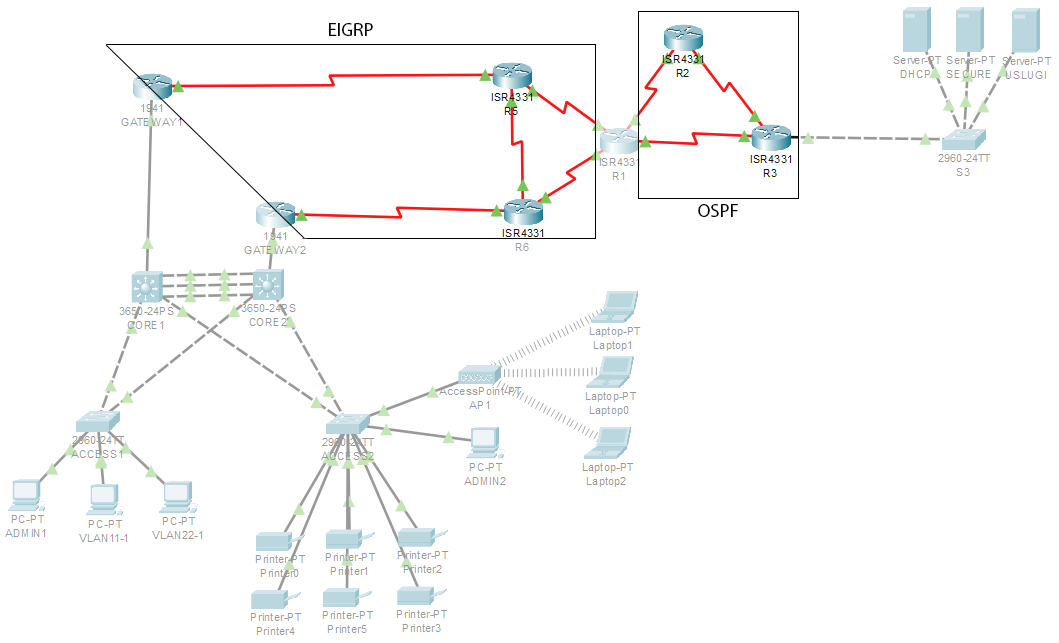 EIGRP
OSPF
1941
GATEWAY1
ISR4331
R5
ISR4331
R2
ISR4331
R1
ISR4331
R3
Server-PT
DHCP
Server-PT
SECURE
Server-PT
USLUGI
2960-24TT
S3
1941
GATEWAY2
ISR4331
R6
3650-24PS
CORE1
3650-24PS
CORE2
Laptop-PT
Laptop1
AccessPoint-PT
AP1
Laptop-PT
Laptop0
2960-24TT
ACCESS1
2960-24TT
ACCESS2
PC-PT
ADMIN2
Laptop-PT
Laptop2
PC-PT
ADMIN1
PC-PT
VLAN11-1
PC-PT
VLAN22-1
Printer-PT
Printer0
Printer-PT
Printer1
Printer-PT
Printer2
Printer-PT
Printer4
Printer-PT
Printer5
Printer-PT
Printer3